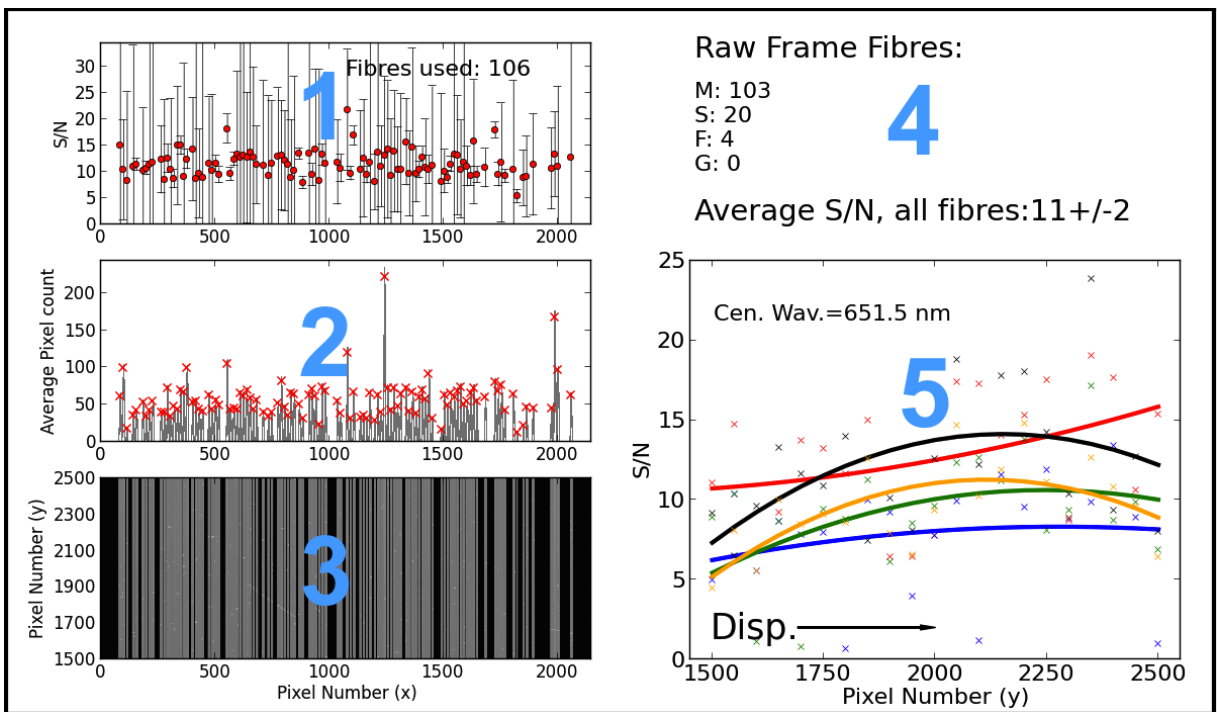 Fibres used: 106
1
S/N
30
25
20
15
10
5
0
0 500 1000 1500 2000
2
Average Pixel count
200
150
100
50
0
0 500 1000 1500 2000
3
Pixel Number (y)
2500
2300
2100
1900
1700
1500
0 500 1000 1500 2000
Pixel Number (x)
Raw Frame Fibres:
M: 103
S: 20
F: 4
G: 0
4
Average S/N, all fibres:11+/-2
Cen. Wav.=651.5 nm
5
S/N
25
20
15
10
5
0
Disp.
1500 1750 2000 2250 2500
Pixel Number (y)